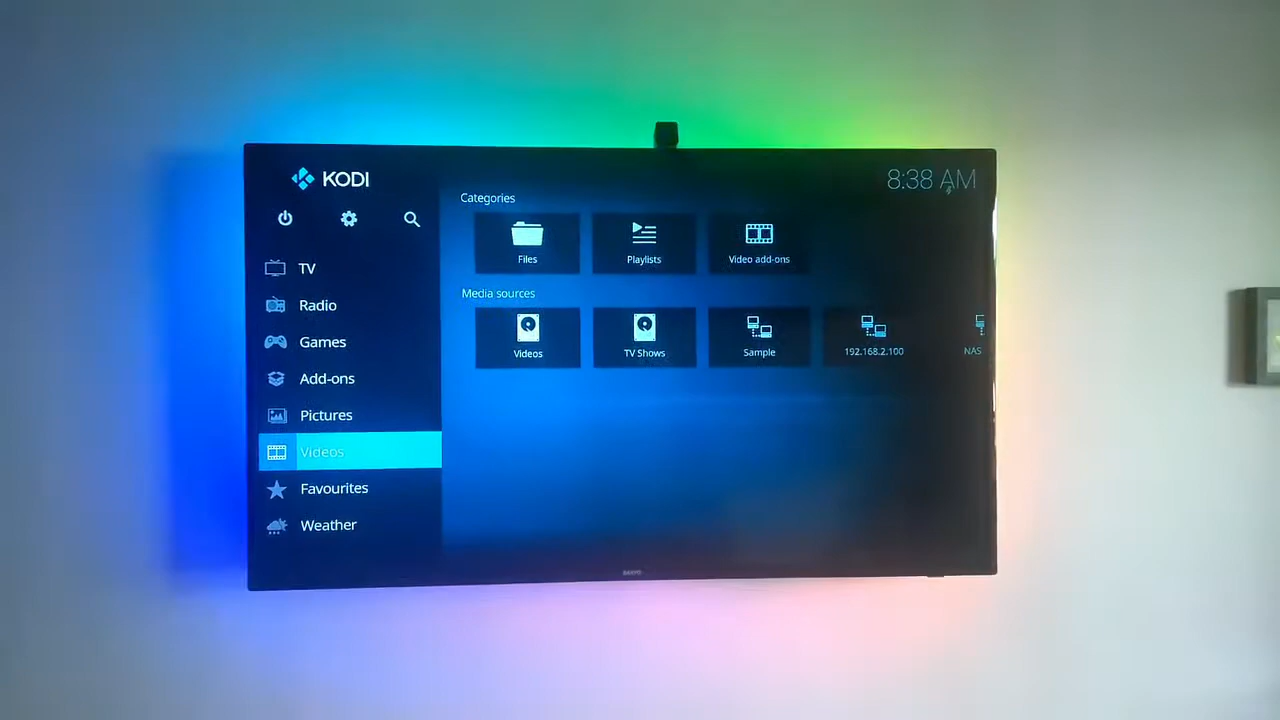 KODI
8:38 AM
Categories
Files
Playlists
Video add-ons
Media sources
Videos
TV Shows
Sample
192.168.2.100
NAS
TV
Radio
Games
Add-ons
Pictures
Videos
Favourites
Weather